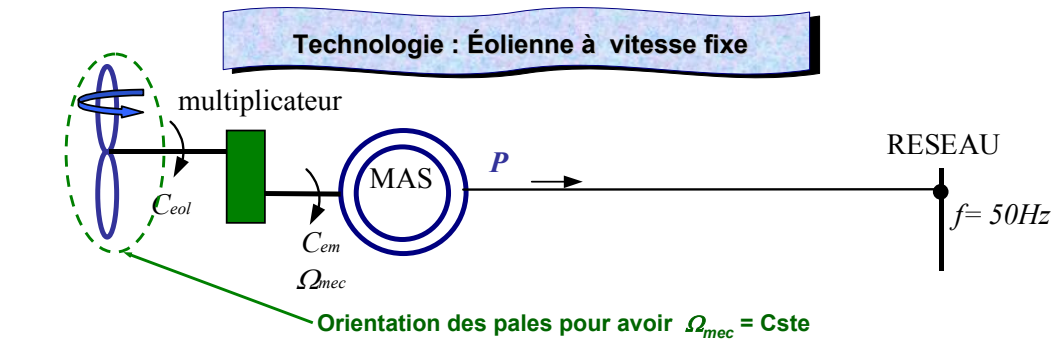 Technologie : Éolienne à vitesse fixe
multiplicateur
RESEAU
P
MAS
Ceol
f= 50Hz
Cem
Ωmec
Orientation des pales pour avoir Ωmec = Cste